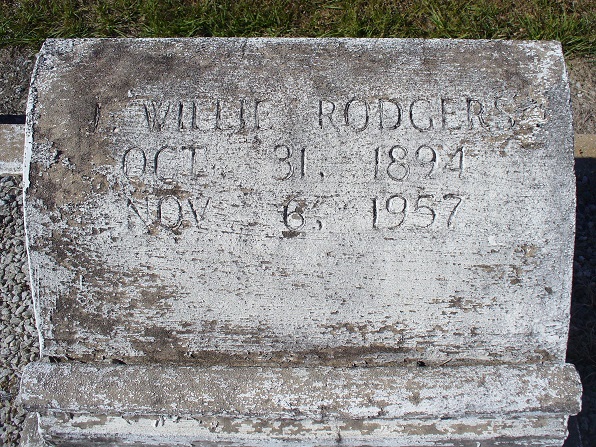 J. WILLIE RODGERS
OCT. 31, 1894
NOV. 6, 1957